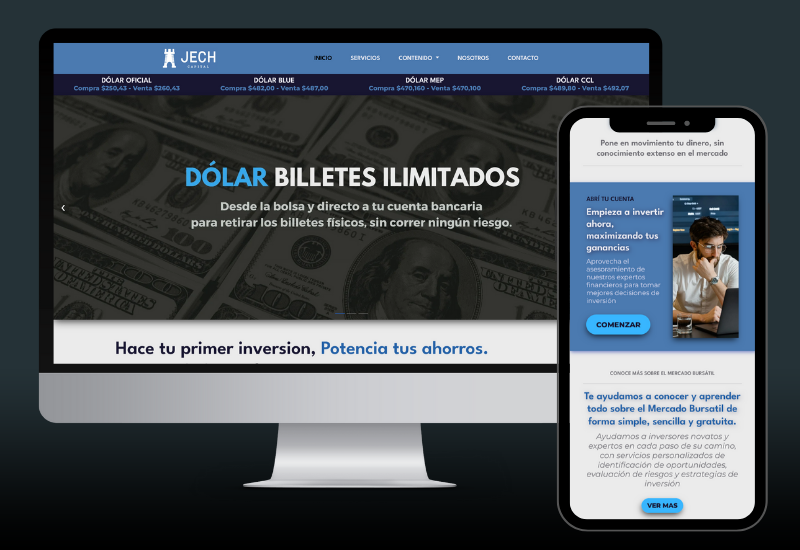 JECH
CAPITAL
INICIO
SERVICIOS
CONTENIDO
NOSOTROS
CONTACTO
DÓLAR OFICIAL
Compra $250,43 - Venta $260,43
DÓLAR BLUE
Compra $482,00 - Venta $487,00
DÓLAR MEP
Compra $470,160 - Venta $470,100
DÓLAR CCL
Compra $489,80 - Venta $492,07
DÓLAR BILLETES ILIMITADOS
Desde la bolsa y directo a tu cuenta bancaria
para retirar los billetes físicos, sin correr ningún riesgo.
Hace tu primer inversion, Potencia tus ahorros.
Pone en movimienta tu dinero, sin
conocimiento extenso en el mercado
ABRÍ TU CUENTA
Empieza a invertir
ahora,
maximizando tus
ganancias
Aprovecha el
asesoramiento de
nuestros expertos
financieros para tomar
mejores decisiones de
inversión
COMENZAR
CONOCE MÁS SOBRE EL MERCADO BURSÁTIL
Te ayudamos a conocer y aprender
todo sobre el Mercado Bursatil de
forma simple, sencilla y gratuita.
Ayudamos a inversores novatos y
expertos en cada paso de su camino,
con servicios personalizados de
identificación de oportunidades,
evaluación de riesgos y estrategias de
inversión
VER MAS